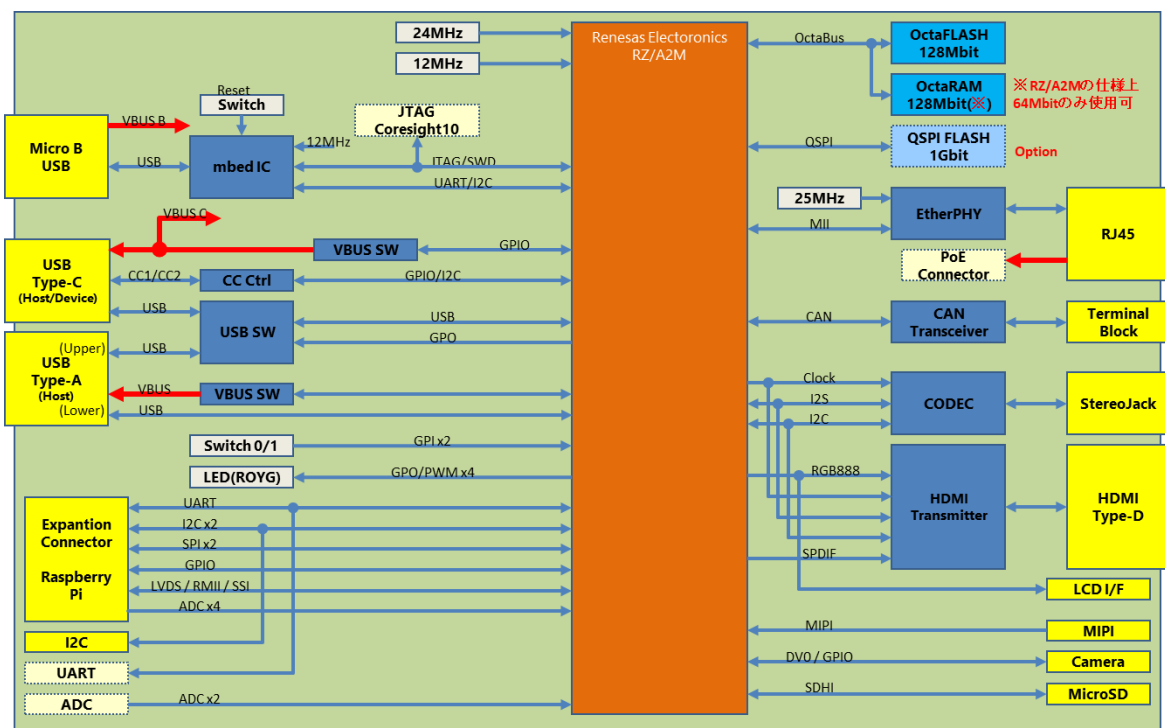 24MHz
12MHz
Reset
Switch
Micro B
USB
VBUS B
USB
mbed IC
12MHz
JTAG
Coresight10
JTAG/SWD
UART/I2C
VBUS C
VBUS SW
GPIO
USB
Type-C
(Host/Device)
CC1/CC2
CC Ctrl
GPIO/I2C
USB
USB SW
USB
GPO
(Upper)
USB
Type-A
(Host)
(Lower)
USB
VBUS
VBUS SW
USB
Switch 0/1
GPI x2
LED(ROYG)
GPO/PWM x4
Expantion
Connector
Raspberry
Pi
UART
I2C x2
SPI x2
GPIO
LVDS / RMII / SSI
ADC x4
I2C
UART
ADC
ADC x2
Renesas Electoronics
RZ/A2M
OctaBus
OctaFLASH
128Mbit
OctaRAM
128Mbit(※)
※RZ/A2Mの仕様上
64Mbitのみ使用可
QSPI
QSPI FLASH
1Gbit
Option
25MHz
MII
EtherPHY
RJ45
PoE
Connector
CAN
CAN
Transceiver
Terminal
Block
Clock
I2S
I2C
CODEC
StereoJack
RGB888
HDMI
Transmitter
HDMI
Type-D
SPDIF
LCD I/F
MIPI
MIPI
DV0 / GPIO
Camera
SDHI
MicroSD